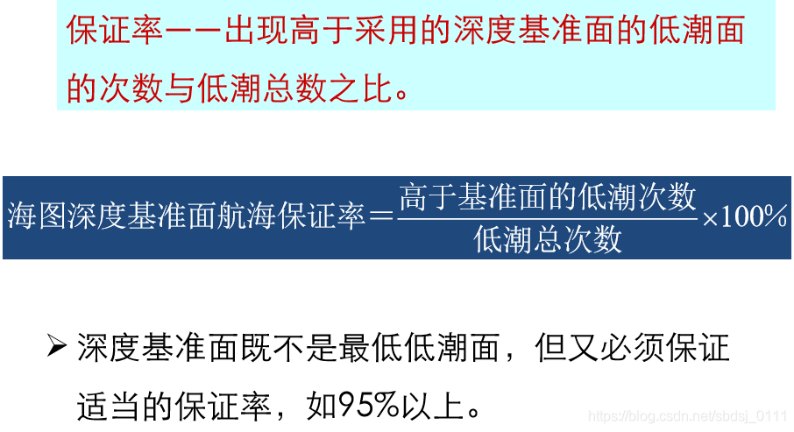 保证率——出现高于采用的深度基准面的低潮面
的次数与低潮总数之比。
海图深度基准面航海保证率=高于基准面的低潮次数/低潮总次数×100%
➢ 深度基准面既不是最低低潮面，但又必须保证
适当的保证率，如95%以上。
https://blog.csdn.net/sbdsj_0111